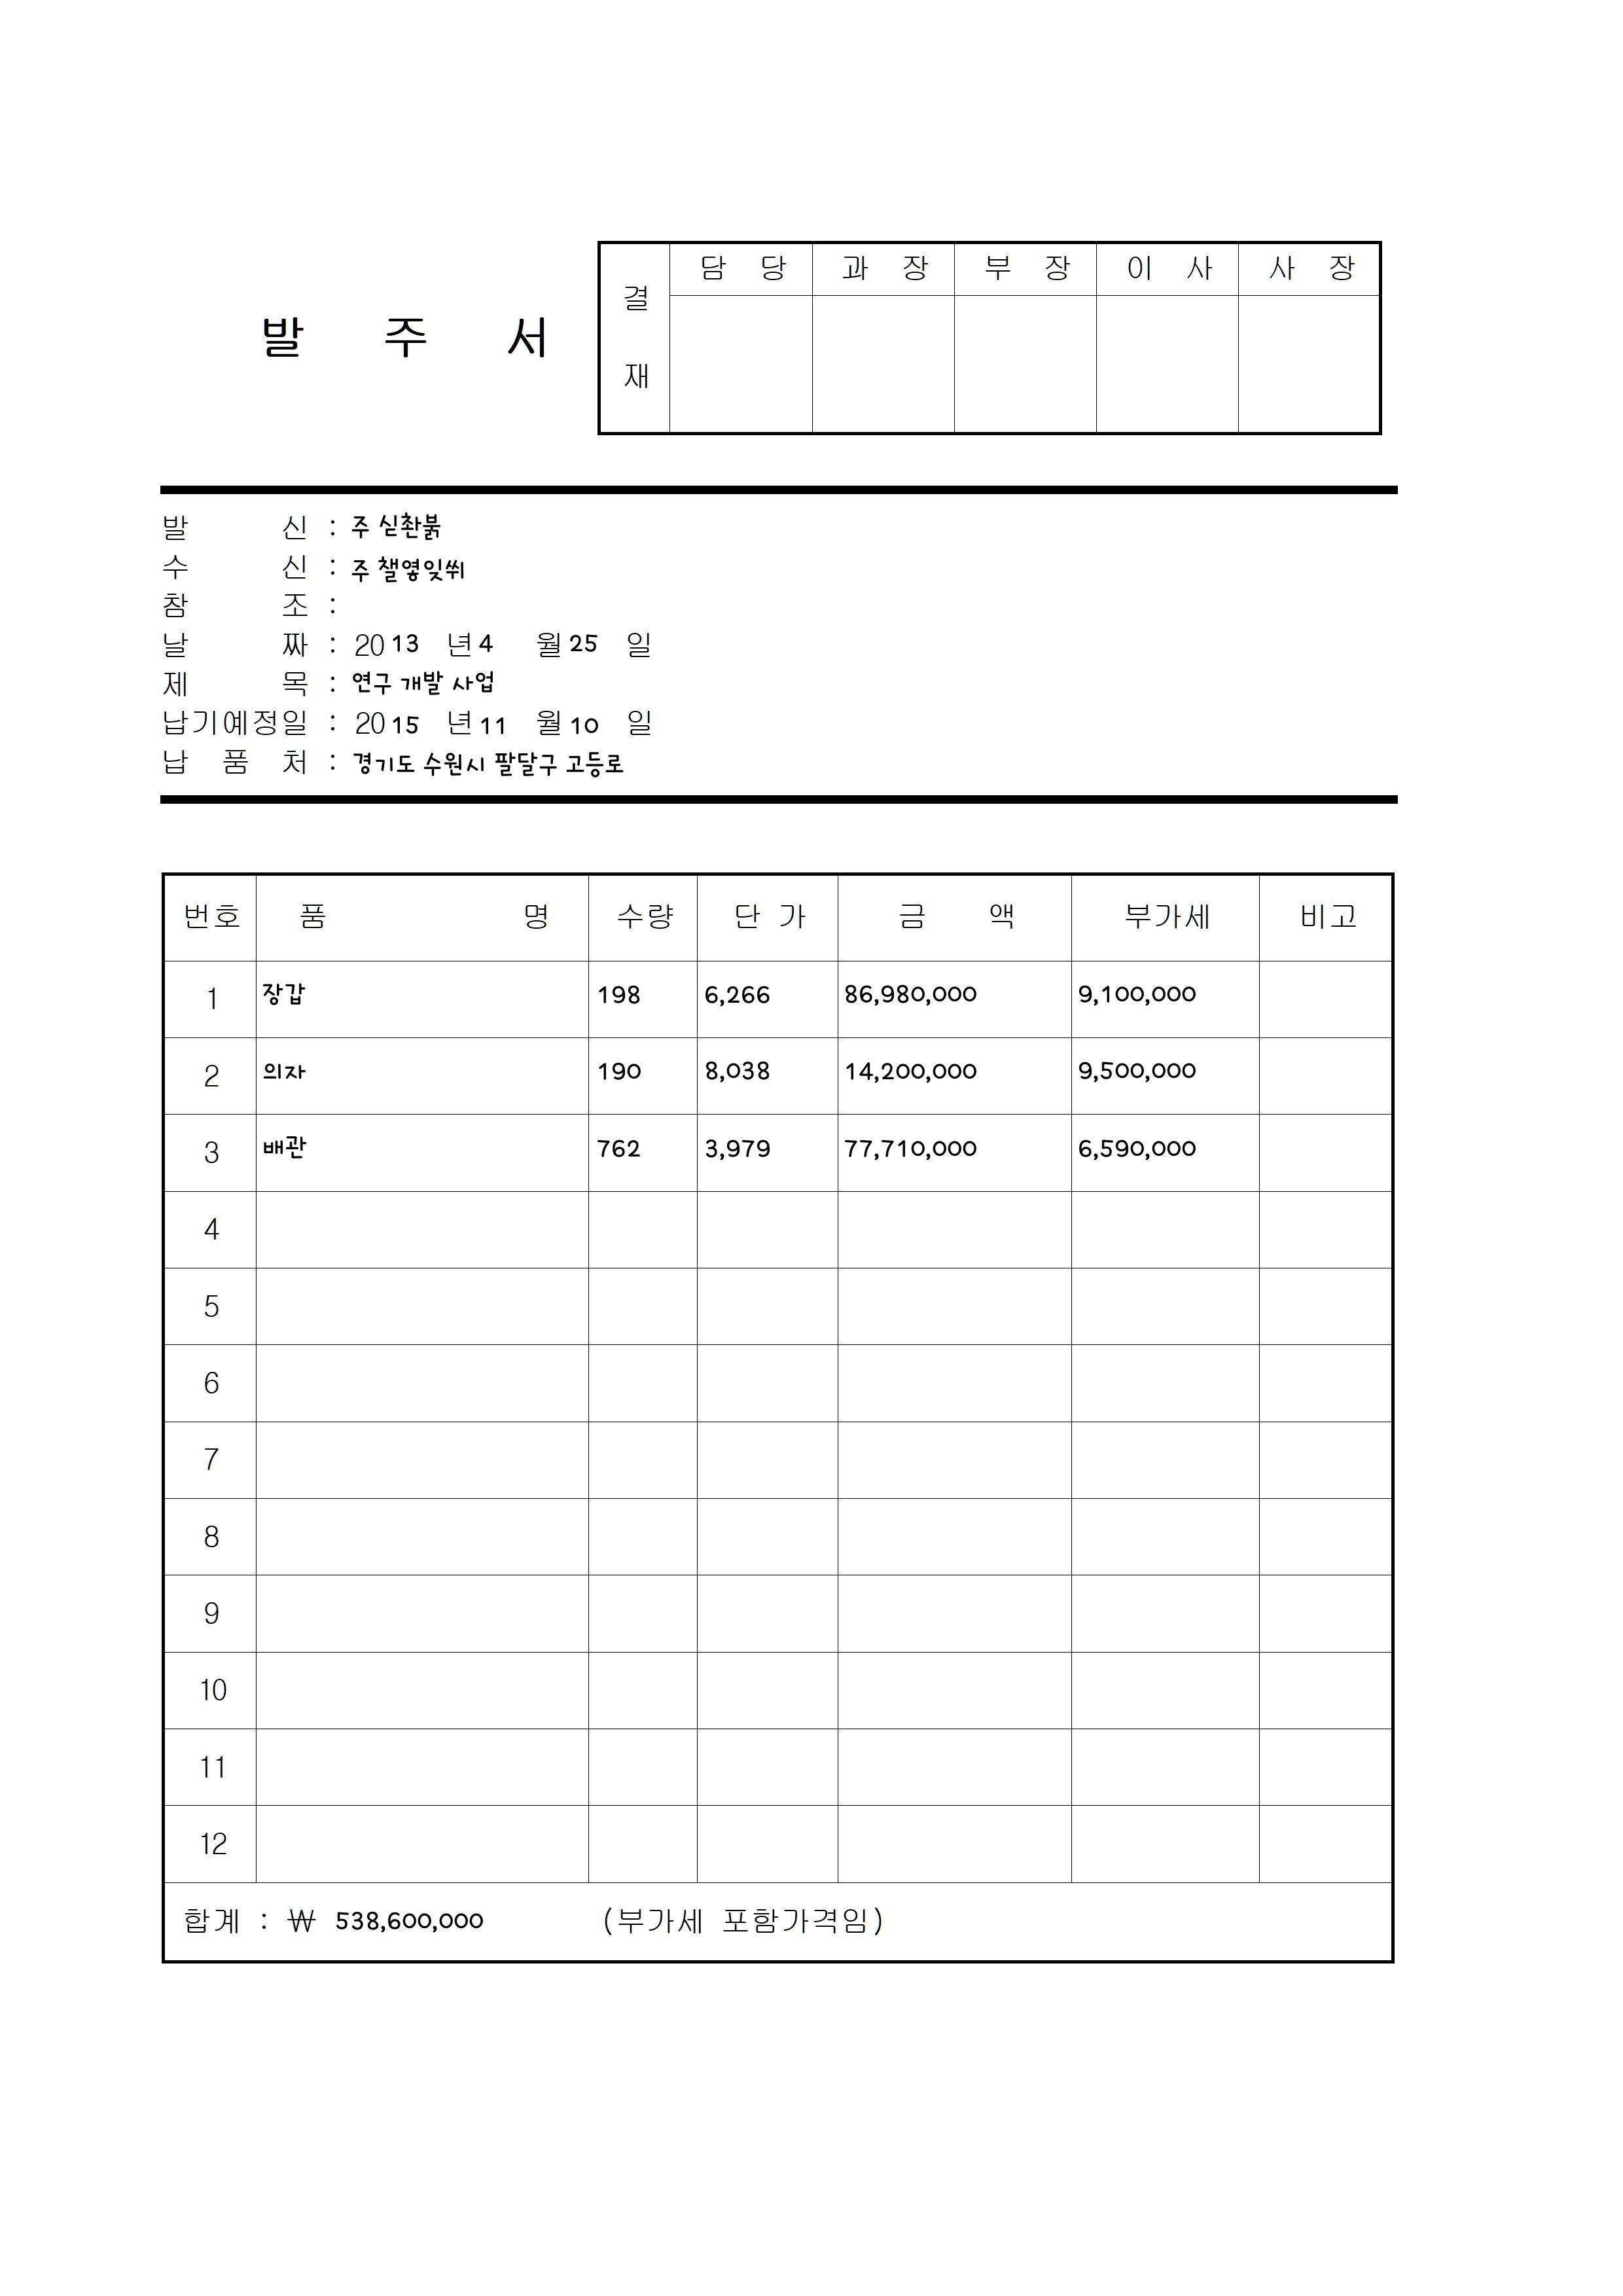 발 주 서
결 재
담 당 과 장 부 장 이 사 사 장
발 신 : 주 싣촨붉
수 신 : 주 챌옇잊쒸
참 조 :
날 짜 : 2013 년 4 월 25 일
제 목 : 연구 개발 사업
납기예정일 : 2015 년 11 월 10 일
납 품 처 : 경기도 수원시 팔달구 고등로
번호 품 명 수량 단 가 금 액 부가세 비고
1 장갑 198 6,266 86,980,000 9,100,000
2 의자 190 8,038 14,200,000 9,500,000
3 배관 762 3,979 77,710,000 6,590,000
4
5
6
7
8
9
10
11
12
합계 : ₩ 538,600,000 (부가세 포함가격임)